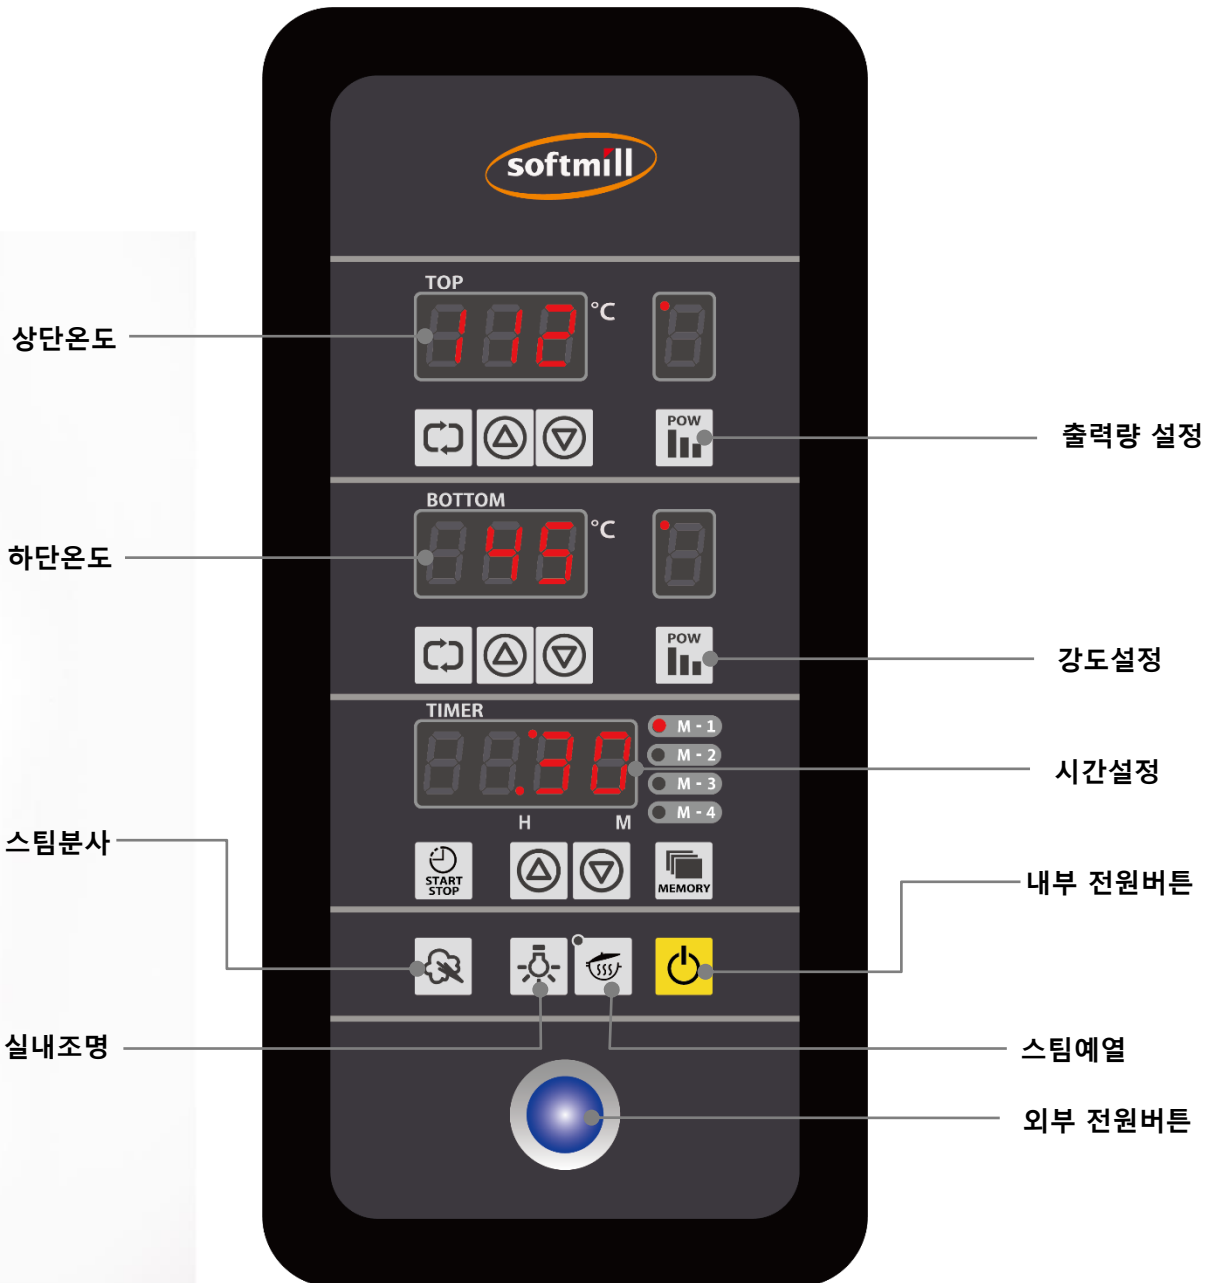 softmill
TOP
112 °C
상단온도
POW
출력량 설정
BOTTOM
45 °C
하단온도
POW
강도설정
TIMER
30
M - 1
M - 2
M - 3
M - 4
시간설정
H M
스팀분사
START
STOP
MEMORY
내부 전원버튼
실내조명
스팀예열
외부 전원버튼